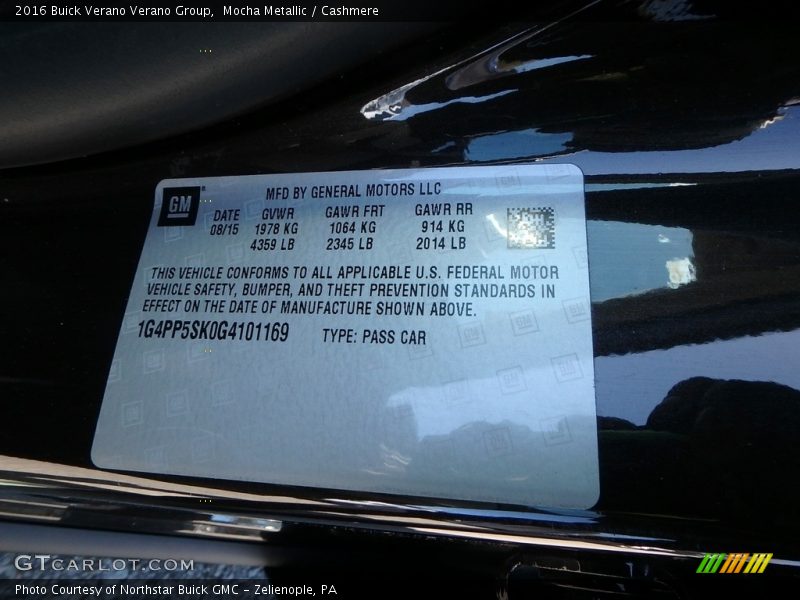 2016 Buick Verano Verano Group,  Mocha Metallic / Cashmere
GM
MFD BY GENERAL MOTORS LLC
DATE GVWR GAWR FRT GAWR RR
08/15 1978 KG 1064 KG 914 KG
4359 LB 2345 LB 2014 LB
THIS VEHICLE CONFORMS TO ALL APPLICABLE U.S. FEDERAL MOTOR
VEHICLE SAFETY, BUMPER, AND THEFT PREVENTION STANDARDS IN
EFFECT ON THE DATE OF MANUFACTURE SHOWN ABOVE.
1G4PP5SK0G4101169 TYPE: PASS CAR
GTCARLOT.COM
Photo Courtesy of Northstar Buick GMC - Zelienople, PA